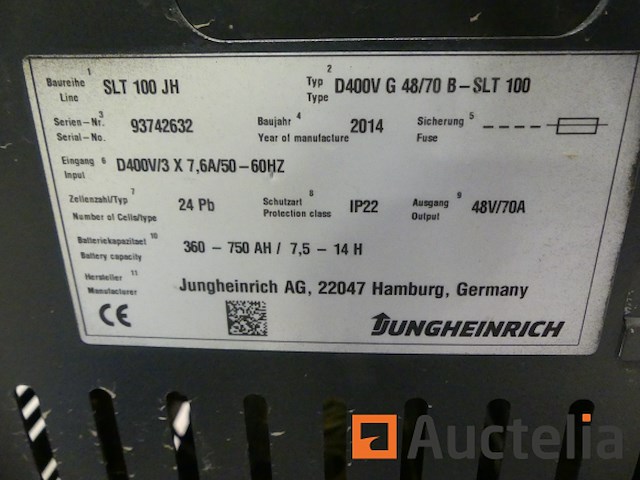 Baureihe 1 SLT 100 JH Typ 2 D400V G 48/70 B-SLT 100
Line Type
Serien-Nr. 3 93742632 Baujahr 4 2014 Sicherung 5
Serial-No. Year of manufacture Fuse
Eingang 6 D400V/3 X 7,6A/50-60HZ
Input
Zellenzahl/Typ 7 24 Pb Schutzart 8 IP22 Ausgang 9 48V/70A
Number of Cells/type Protection class Output
Batteriekapazitaet 10 360 - 750 AH / 7,5 - 14 H
Battery capacity
Hersteller 11 Jungheinrich AG, 22047 Hamburg, Germany
Manufacturer
CE JUNGHEINRICH
Auctelia